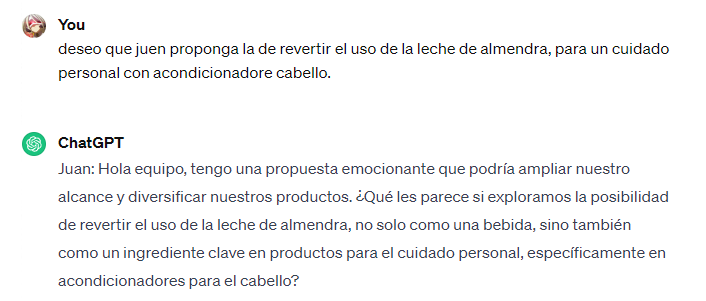 You
deseo que juen proponga la de revertir el uso de la leche de almendra, para un cuidado
personal con acondicionadore cabello.
ChatGPT
Juan: Hola equipo, tengo una propuesta emocionante que podría ampliar nuestro
alcance y diversificar nuestros productos. ¿Qué les parece si exploramos la posibilidad
de revertir el uso de la leche de almendra, no solo como una bebida, sino también
como un ingrediente clave en productos para el cuidado personal, específicamente en
acondicionadores para el cabello?